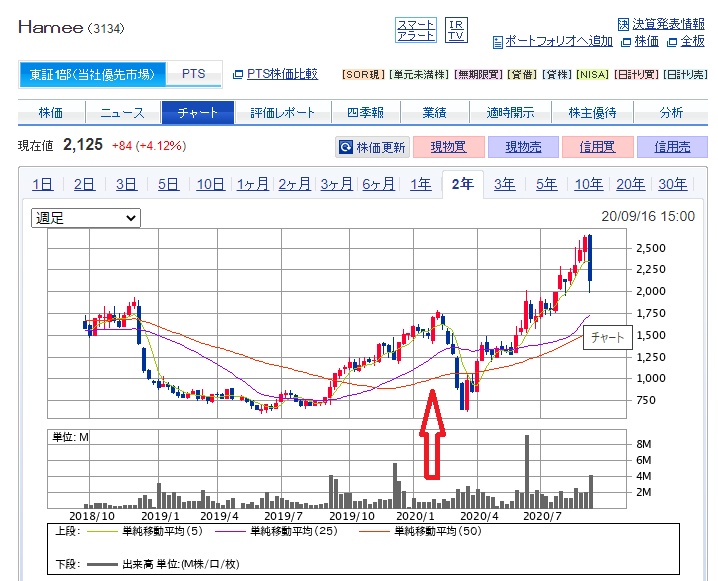 Hamee (3134)
スマートアラート
IRTV
決算発表情報
ポートフォリオへ追加 株価 全板
東証1部(当社優先市場) PTS PTS株価比較 [SOR現] [単元未満株] [無期限買] [貸借] [貸株] [NISA] [日計り買] [日計り売]
株価 ニュース チャート 評価レポート 四季報 業績 適時開示 株主優待 分析
現在値 2,125 +84 (+4.12%) 株価更新 現物買 現物売 信用買 信用売
1日 2日 3日 5日 10日 1ヶ月 2ヶ月 3ヶ月 6ヶ月 1年 2年 3年 5年 10年 20年 30年
週足 20/09/16 15:00
2,500
2,250
2,000
1,750
1,500
チャート
1,250
1,000
750
単位: M
8M
6M
4M
2M
2018/10 2019/1 2019/4 2019/7 2019/10 2020/1 2020/4 2020/7
上段: 単純移動平均(5) 単純移動平均(25) 単純移動平均(50)
下段: 出来高 単位:(M株/口/枚)